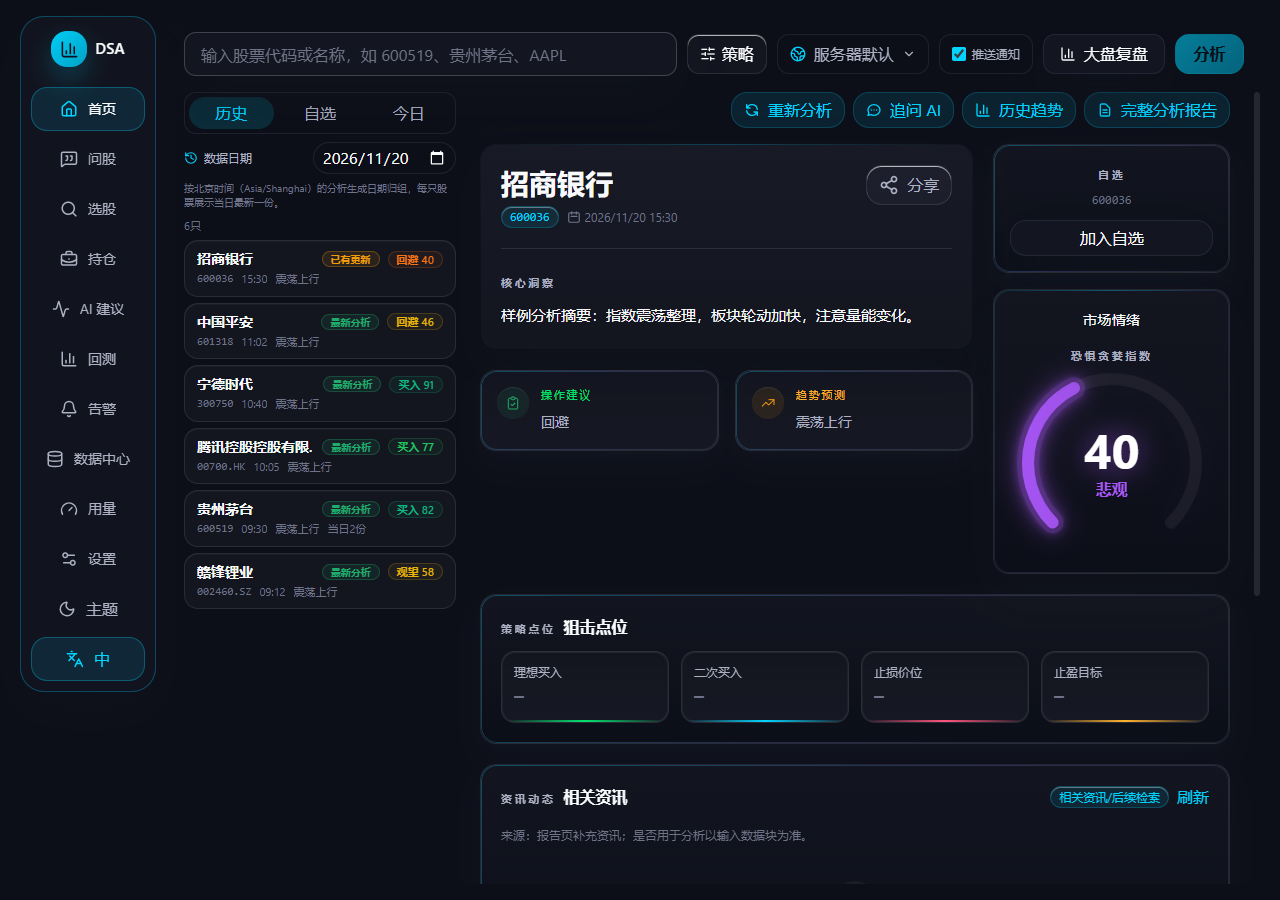 DSA
首页
问股
选股
持仓
AI 建议
回测
告警
数据中心
用量
设置
主题
中
输入股票代码或名称，如 600519、贵州茅台、AAPL
策略
服务器默认
推送通知
大盘复盘
分析
历史
自选
今日
数据日期
2026/11/20
按北京时间（Asia/Shanghai）的分析生成日期归组，每只股
票展示当日最新一份。
6只
招商银行 已有更新 回避 40
600036 15:30 震荡上行
中国平安 最新分析 回避 46
601318 11:02 震荡上行
宁德时代 最新分析 买入 91
300750 10:40 震荡上行
腾讯控股控股有限. 最新分析 买入 77
00700.HK 10:05 震荡上行
贵州茅台 最新分析 买入 82
600519 09:30 震荡上行 当日2份
赣锋锂业 最新分析 观望 58
002460.SZ 09:12 震荡上行
重新分析
追问 AI
历史趋势
完整分析报告
招商银行
分享
600036 2026/11/20 15:30
核心洞察
样例分析摘要：指数震荡整理，板块轮动加快，注意量能变化。
操作建议
回避
趋势预测
震荡上行
自选
600036
加入自选
市场情绪
恐惧贪婪指数
40
悲观
策略点位 狙击点位
理想买入
—
二次买入
—
止损价位
—
止盈目标
—
资讯动态 相关资讯
相关资讯/后续检索 刷新
来源：报告页补充资讯；是否用于分析以输入数据块为准。